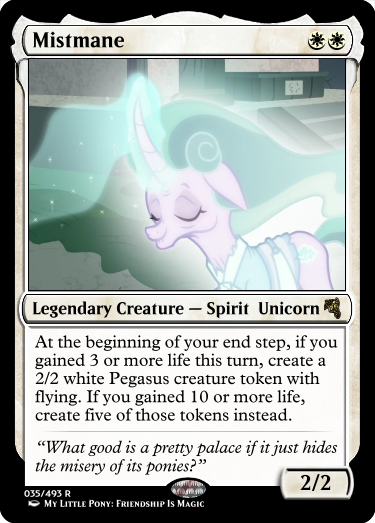 Mistmane
Legendary Creature — Spirit Unicorn
At the beginning of your end step, if you
gained 3 or more life this turn, create a
2/2 white Pegasus creature token with
flying. If you gained 10 or more life,
create five of those tokens instead.
“What good is a pretty palace if it just hides
the misery of its ponies?”
2/2
035/493 R
My Little Pony: Friendship Is Magic